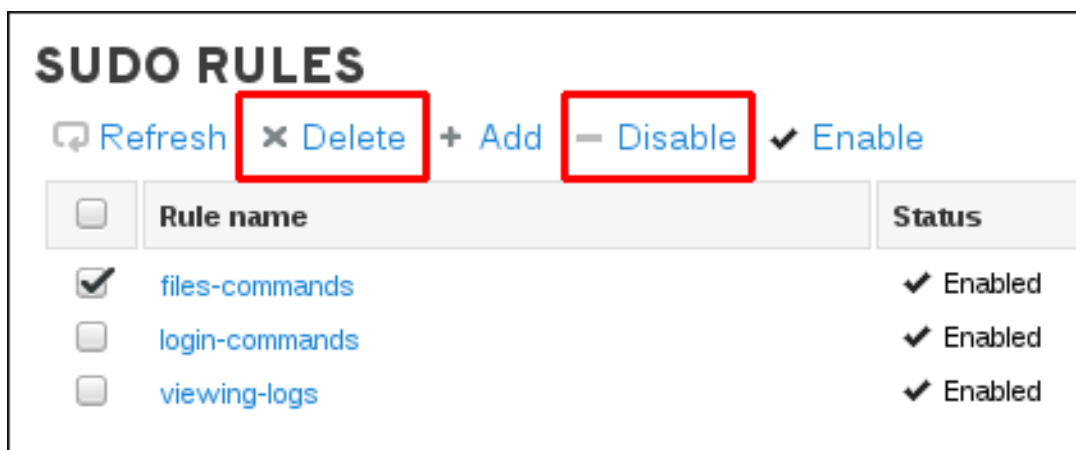 SUDO RULES
Refresh Delete Add Disable Enable
Rule name Status
files-commands Enabled
login-commands Enabled
viewing-logs Enabled